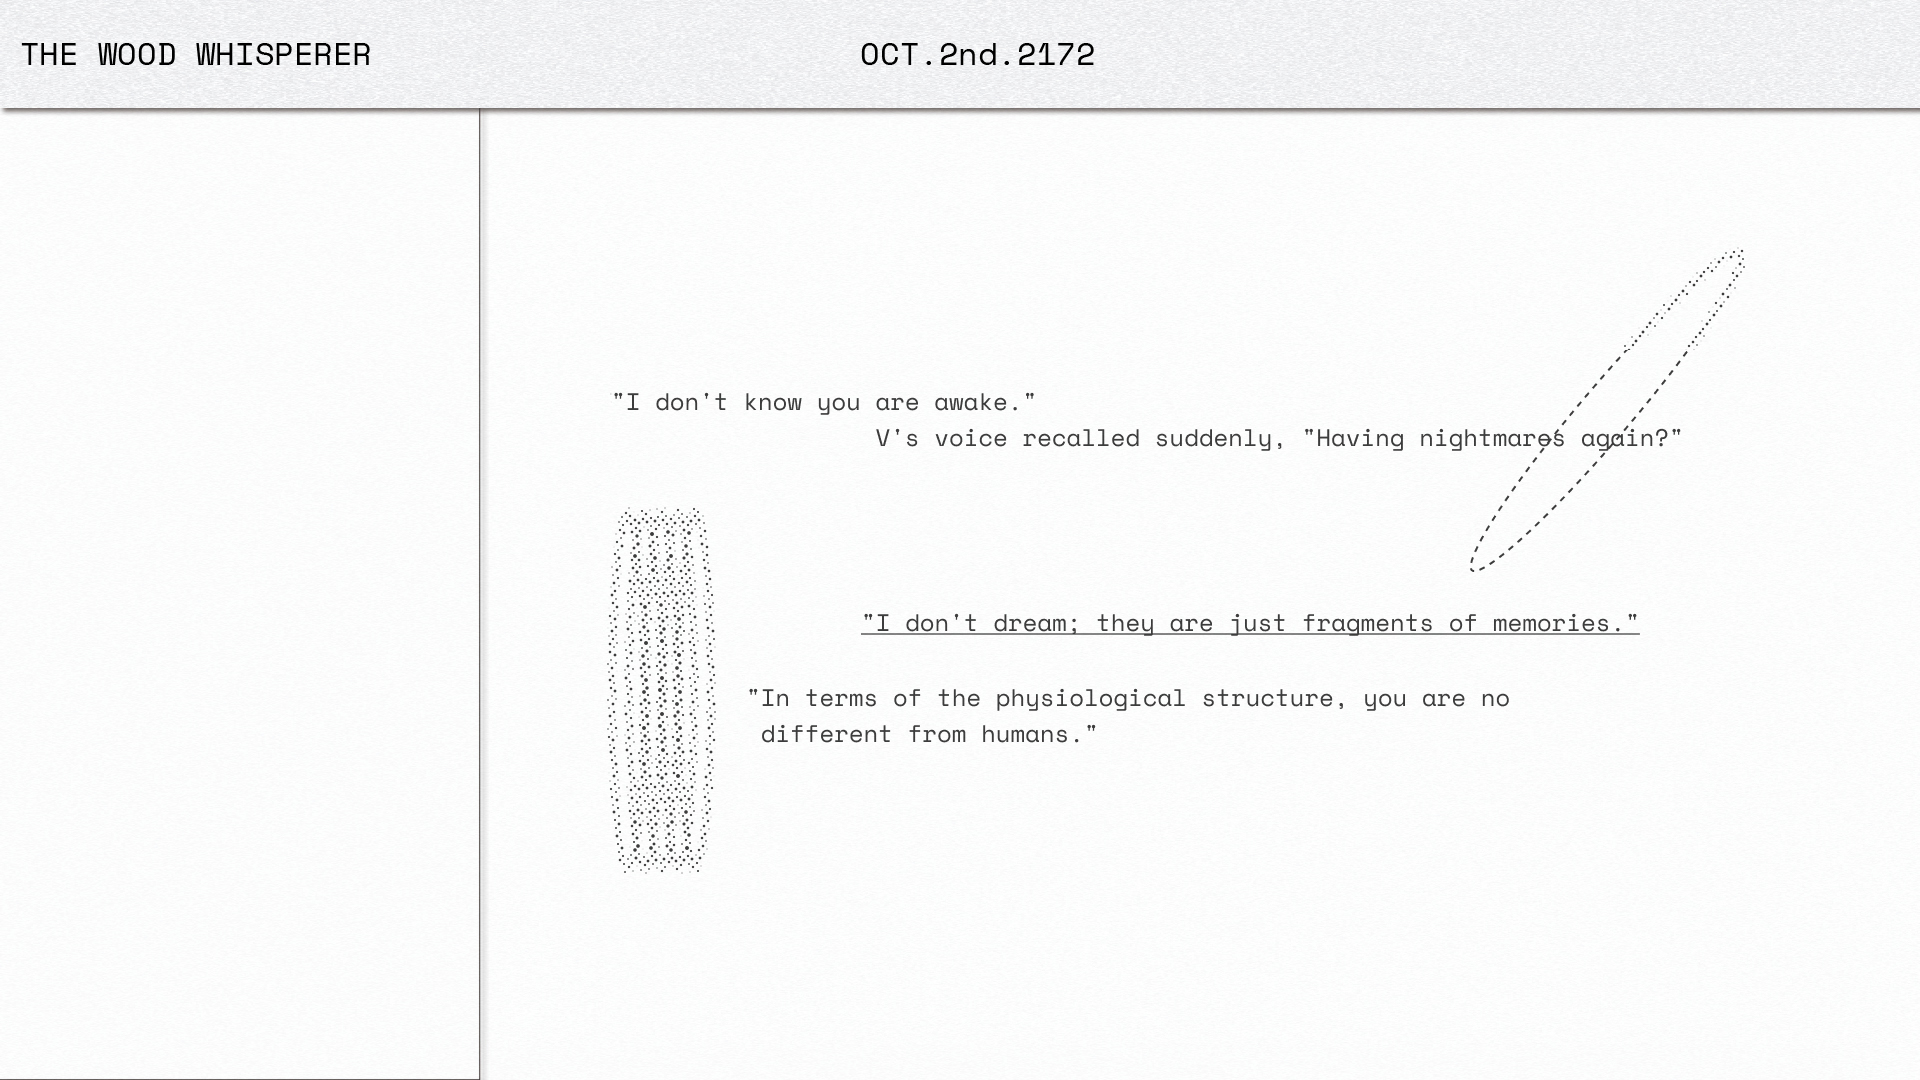 THE WOOD WHISPERER
OCT.2nd.2172
"I don't know you are awake."
V's voice recalled suddenly, "Having nightmares again?"
"I don't dream; they are just fragments of memories."
"In terms of the physiological structure, you are no
different from humans."